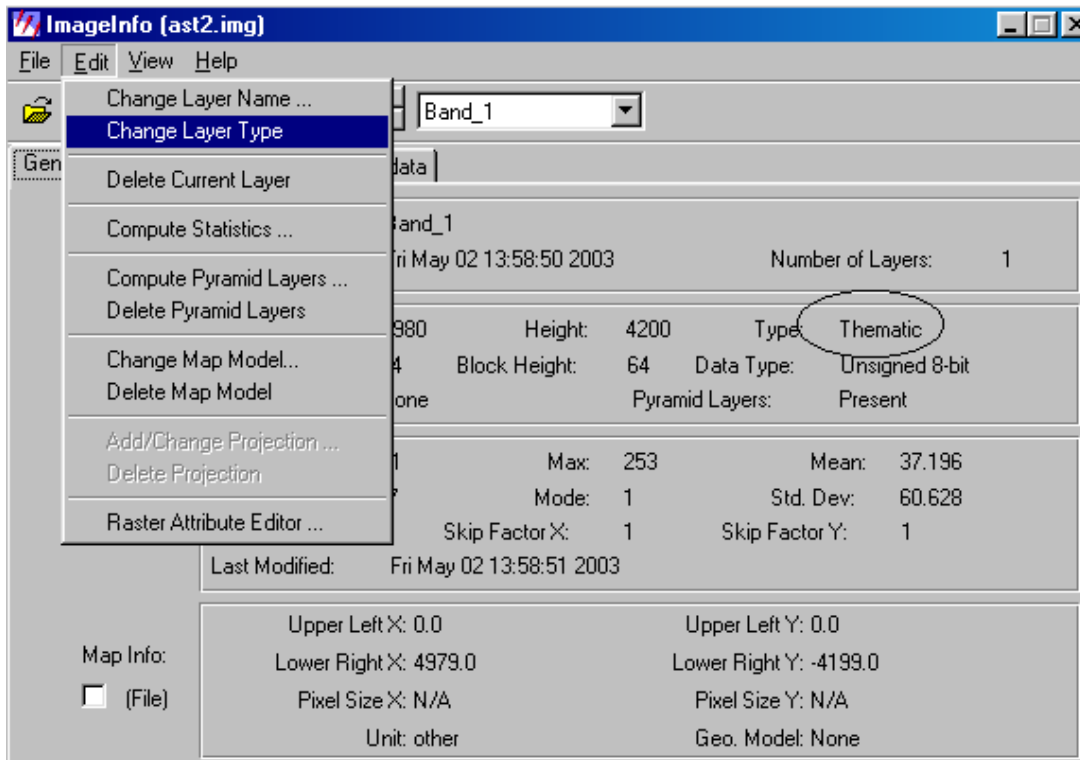 ImageInfo (ast2.img)
File Edit View Help
Change Layer Name ...
Change Layer Type
Delete Current Layer
Compute Statistics ...
Compute Pyramid Layers ...
Delete Pyramid Layers
Change Map Model...
Delete Map Model
Add/Change Projection ...
Delete Projection
Raster Attribute Editor ...
Band_1
Fri May 02 13:58:50 2003 Number of Layers: 1
980 Height: 4200 Type: Thematic
4 Block Height: 64 Data Type: Unsigned 8-bit
Pyramid Layers: Present
Max: 253 Mean: 37.196
Mode: 1 Std. Dev: 60.628
Skip Factor X: 1 Skip Factor Y: 1
Last Modified: Fri May 02 13:58:51 2003
Map Info:
(File)
Upper Left X: 0.0 Upper Left Y: 0.0
Lower Right X: 4979.0 Lower Right Y: -4199.0
Pixel Size X: N/A Pixel Size Y: N/A
Unit: other Geo. Model: None